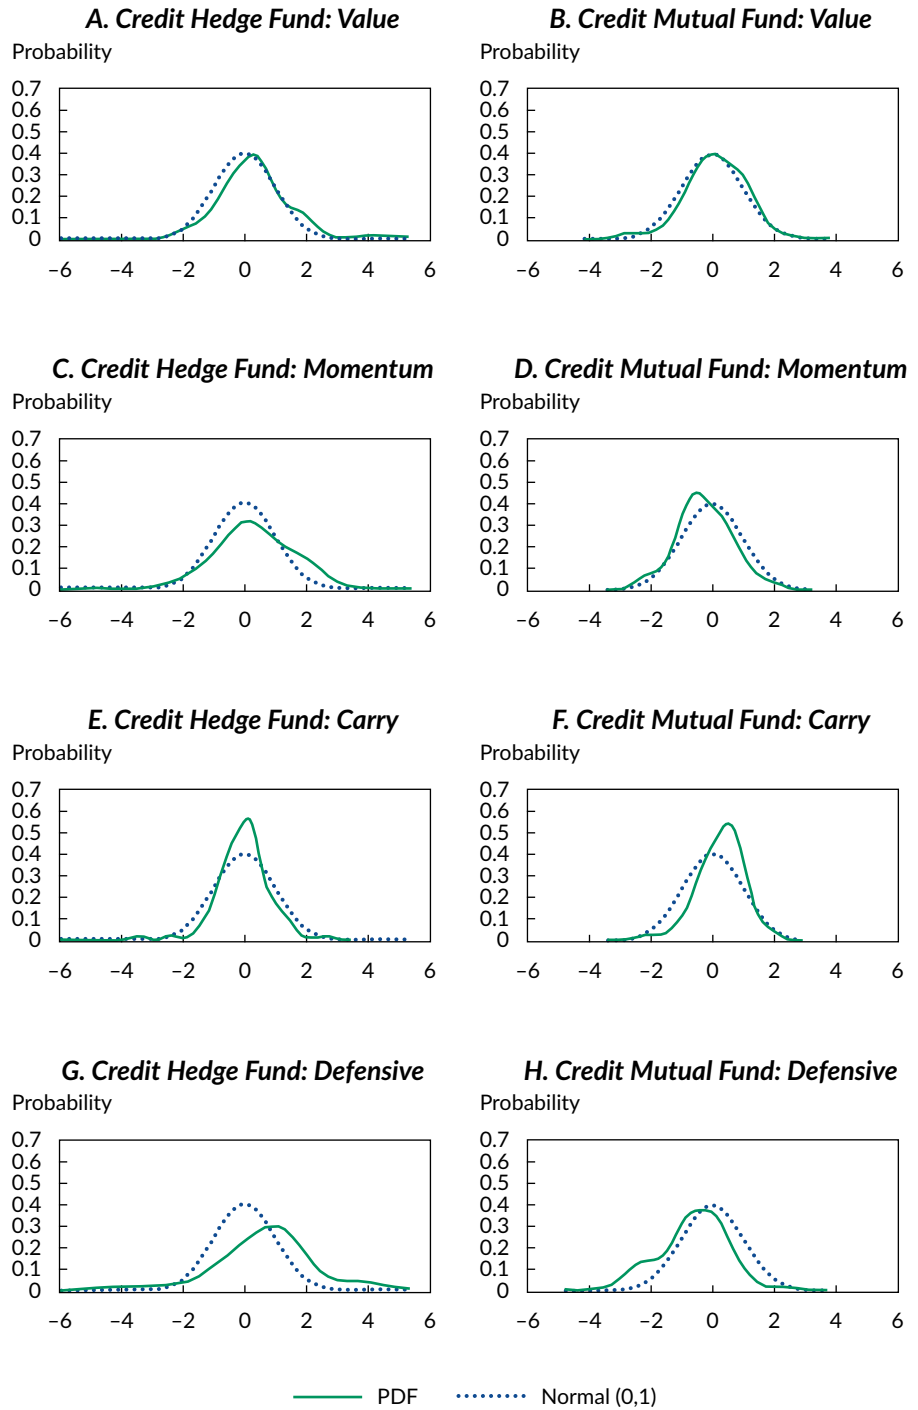 A. Credit Hedge Fund: Value
Probability
0.7
0.6
0.5
0.4
0.3
0.2
0.1
0
–6 –4 –2 0 2 4 6
B. Credit Mutual Fund: Value
Probability
0.7
0.6
0.5
0.4
0.3
0.2
0.1
0
–6 –4 –2 0 2 4 6
C. Credit Hedge Fund: Momentum
Probability
0.7
0.6
0.5
0.4
0.3
0.2
0.1
0
–6 –4 –2 0 2 4 6
D. Credit Mutual Fund: Momentum
Probability
0.7
0.6
0.5
0.4
0.3
0.2
0.1
0
–6 –4 –2 0 2 4 6
E. Credit Hedge Fund: Carry
Probability
0.7
0.6
0.5
0.4
0.3
0.2
0.1
0
–6 –4 –2 0 2 4 6
F. Credit Mutual Fund: Carry
Probability
0.7
0.6
0.5
0.4
0.3
0.2
0.1
0
–6 –4 –2 0 2 4 6
G. Credit Hedge Fund: Defensive
Probability
0.7
0.6
0.5
0.4
0.3
0.2
0.1
0
–6 –4 –2 0 2 4 6
H. Credit Mutual Fund: Defensive
Probability
0.7
0.6
0.5
0.4
0.3
0.2
0.1
0
–6 –4 –2 0 2 4 6
PDF Normal (0,1)